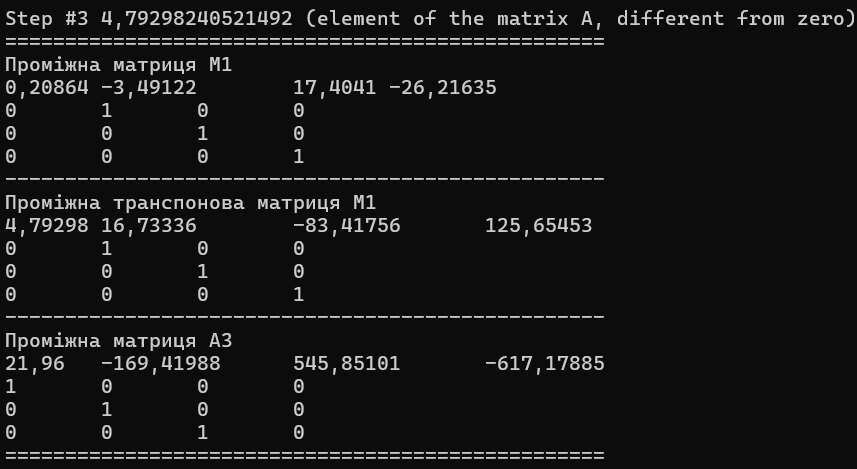 Step #3 4,79298240521492 (element of the matrix A, different from zero)
==================================================
Проміжна матриця M1
0,20864 -3,49122        17,4041 -26,21635
0       1       0       0
0       0       1       0
0       0       0       1
--------------------------------------------------
Проміжна транспонова матриця M1
4,79298 16,73336        -83,41756       125,65453
0       1       0       0
0       0       1       0
0       0       0       1
--------------------------------------------------
Проміжна матриця A3
21,96   -169,41988      545,85101       -617,17885
1       0       0       0
0       1       0       0
0       0       1       0
==================================================